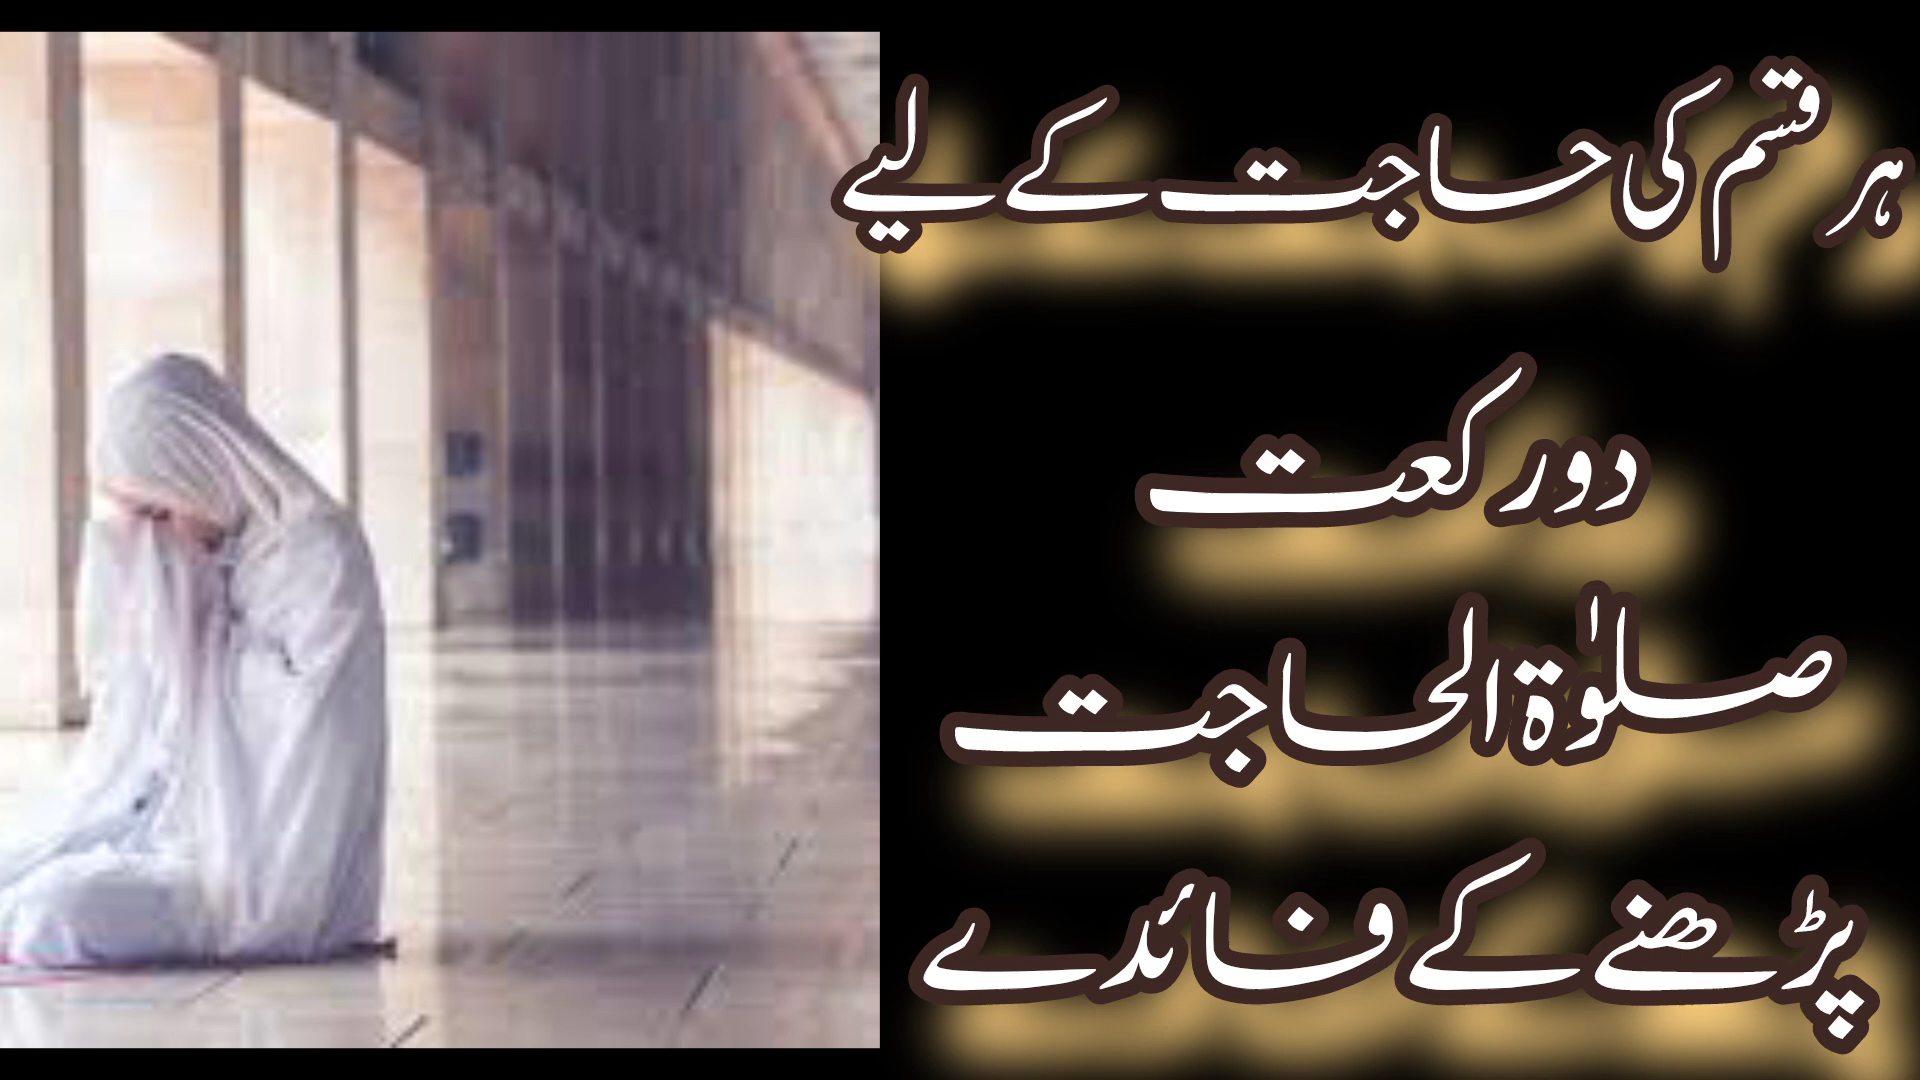 ہر قسم کی حاجت کے لیے
دو رکعت
صلوٰۃ الحاجت
پڑھنے کے فائدے